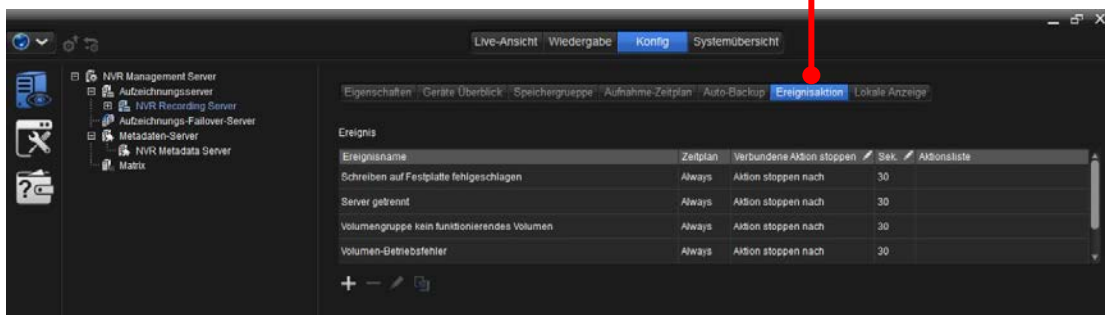 Live-Ansicht Wiedergabe Konfig Systemübersicht
NVR Management Server
Aufzeichnungsserver
NVR Recording Server
Aufzeichnungs-Failover-Server
Metadaten-Server
NVR Metadata Server
Matrix
Eigenschaften Geräte Überblick Speichergrueppe Aufnahme-Zeitplan Auto-Backup Ereignisaktion Lokale Anzeige
Ereignis
Ereignisname Zeitplan Verbundene Aktion stoppen Sek. Aktionsliste
Schreiben auf Festplatte fehlgeschlagen Always Aktion stoppen nach 30
Server getrennt Always Aktion stoppen nach 30
Volumengruppe kein funktionierendes Volumen Always Aktion stoppen nach 30
Volumen-Betriebsfehler Always Aktion stoppen nach 30